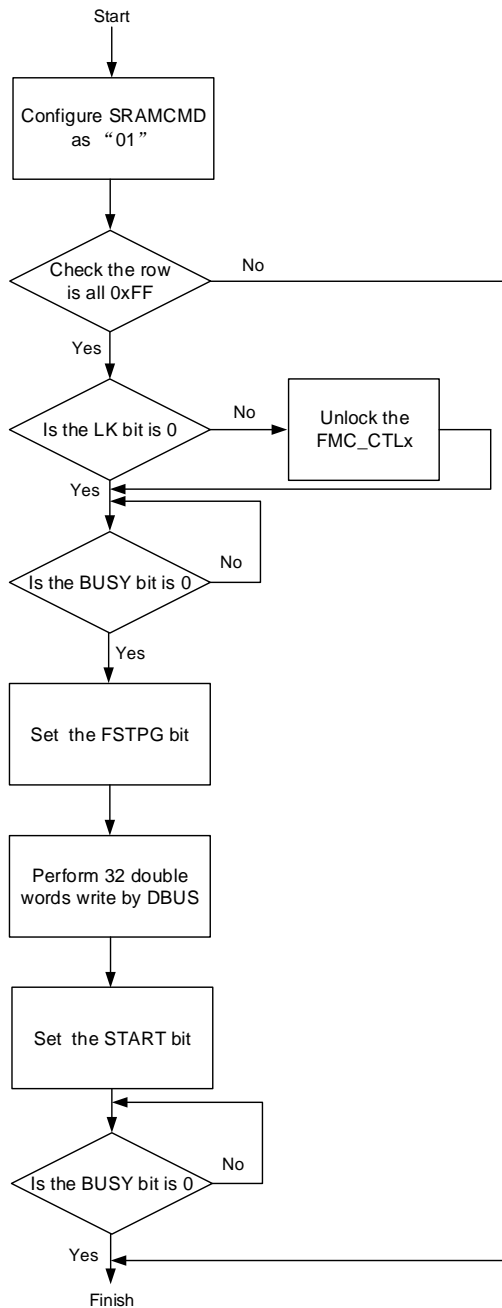 Start
Configure SRAMCMD
as “01”
Check the row
is all 0xFF
No
Yes
Is the LK bit is 0
No
Unlock the
FMC_CTLx
Yes
Is the BUSY bit is 0
No
Yes
Set the FSTPG bit
Perform 32 double
words write by DBUS
Set the START bit
Is the BUSY bit is 0
No
Yes
Finish